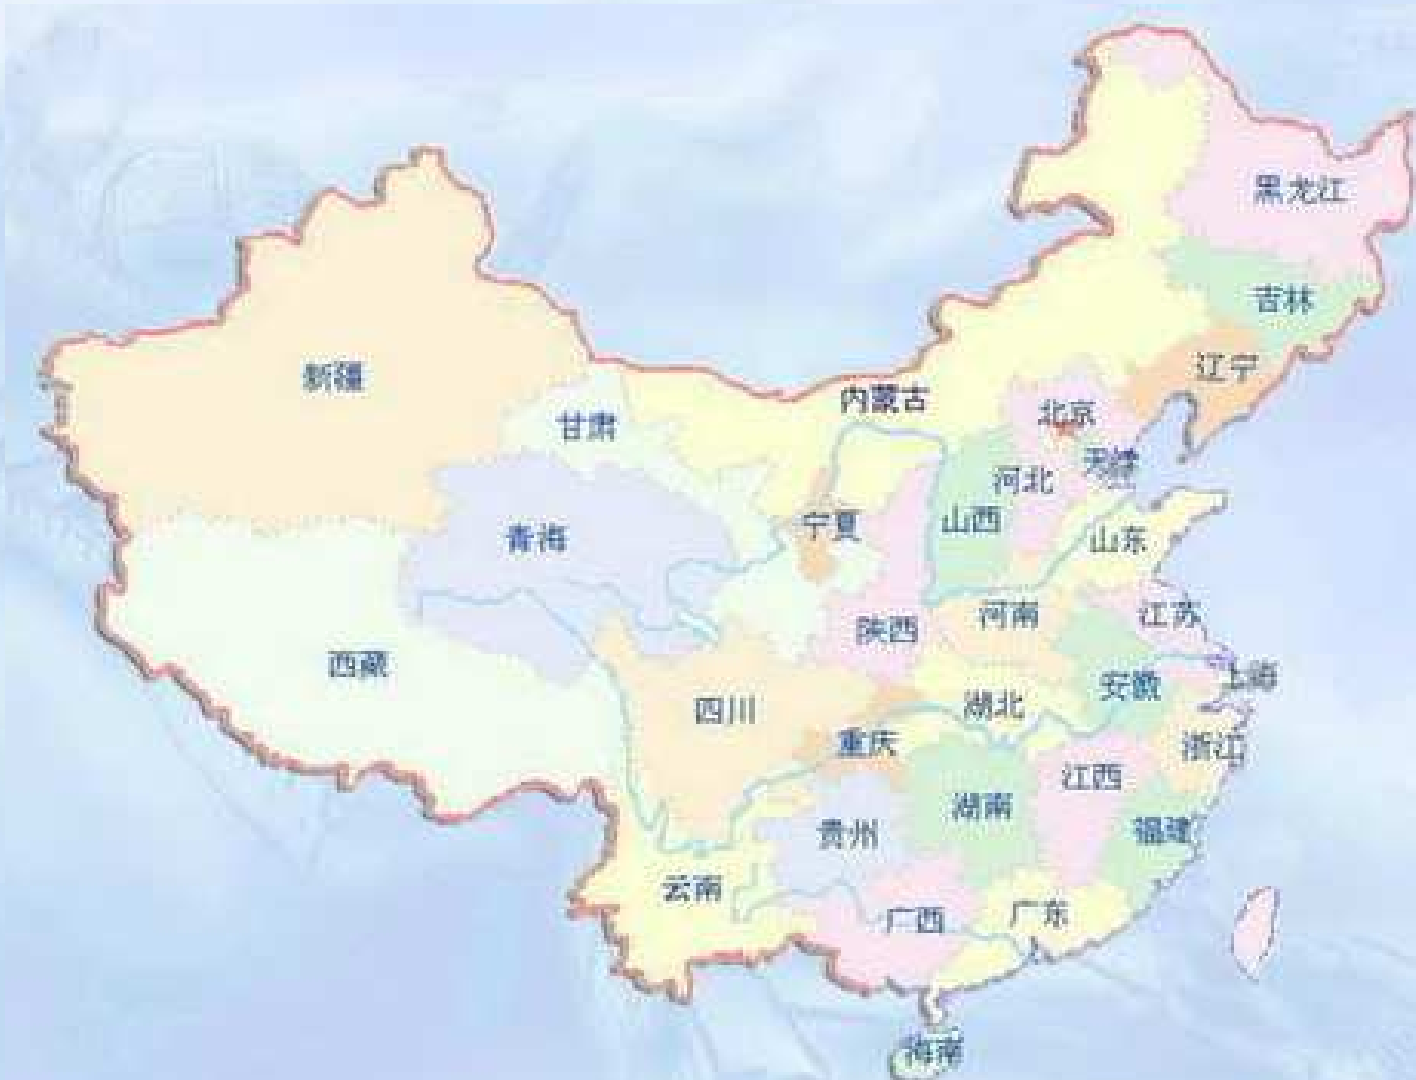 黑龙江
吉林
辽宁
新疆
内蒙古
北京
甘肃
天津
河北
山西
宁夏
青海
山东
河南
江苏
陕西
西藏
上海
安徽
湖北
四川
重庆
浙江
江西
湖南
贵州
福建
云南
广西
广东
海南